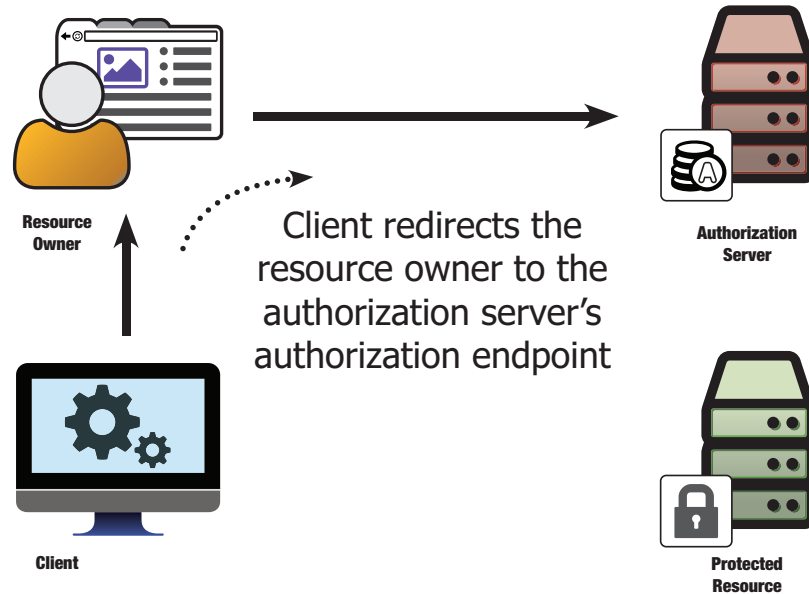 Resource
Owner
Client redirects the
resource owner to the
authorization server’s
authorization endpoint
A
Authorization
Server
Client
Protected
Resource